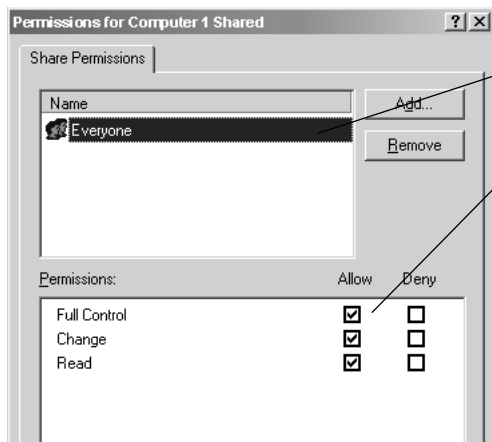 Permissions for Computer 1 Shared ? ×
Share Permissions
Name
Add...
Everyone
Remove
Permissions: Allow Deny
Full Control
Change
Read